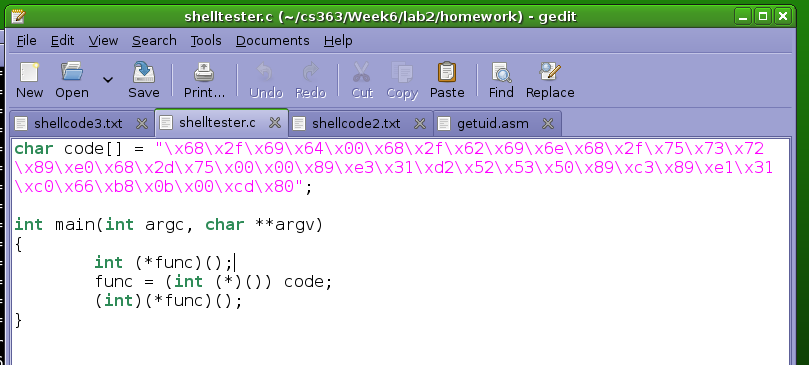 shelltester.c (~/cs363/Week6/lab2/homework) - gedit
File Edit View Search Tools Documents Help
New Open Save Print... Undo Redo Cut Copy Paste Find Replace
shellcode3.txt shelltester.c shellcode2.txt getuid.asm
char code[] = "\x68\x2f\x69\x64\x00\x68\x2f\x62\x69\x6e\x68\x2f\x75\x73\x72
\x89\xe0\x68\x2d\x75\x00\x00\x89\xe3\x31\xd2\x52\x53\x50\x89\xc3\x89\xe1\x31
\xc0\x66\xb8\x0b\x00\xcd\x80";
int main(int argc, char **argv)
{
int (*func)();
func = (int (*)()) code;
(int)(*func)();
}